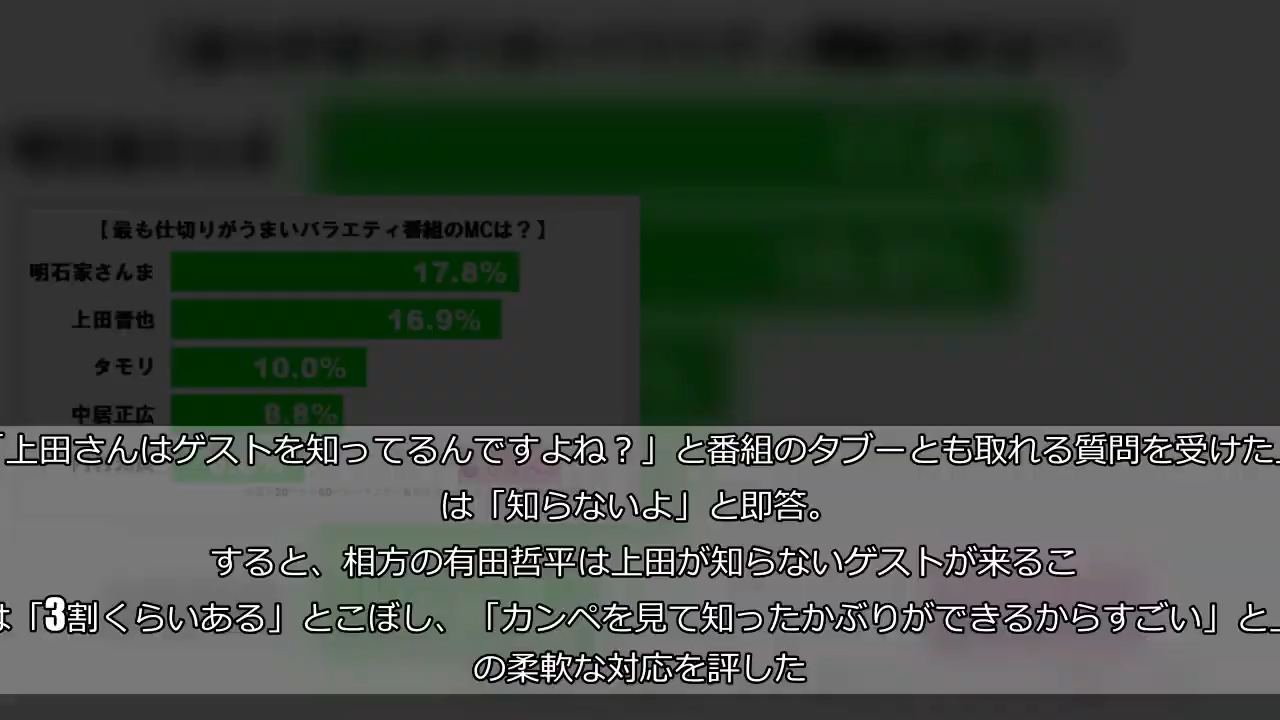 【最も仕切りがうまいバラエティ番組のMCは？】
明石家さんま 17.8%
上田晋也 16.9%
タモリ 10.0%
中居正広 8.8%
「上田さんはゲストを知ってるんですよね？」と番組のタブーとも取れる質問を受けた
は「知らないよ」と即答。
すると、相方の有田哲平は上田が知らないゲストが来るこ
は「3割くらいある」とこぼし、「カンペを見て知ったかぶりができるからすごい」と
の柔軟な対応を評した